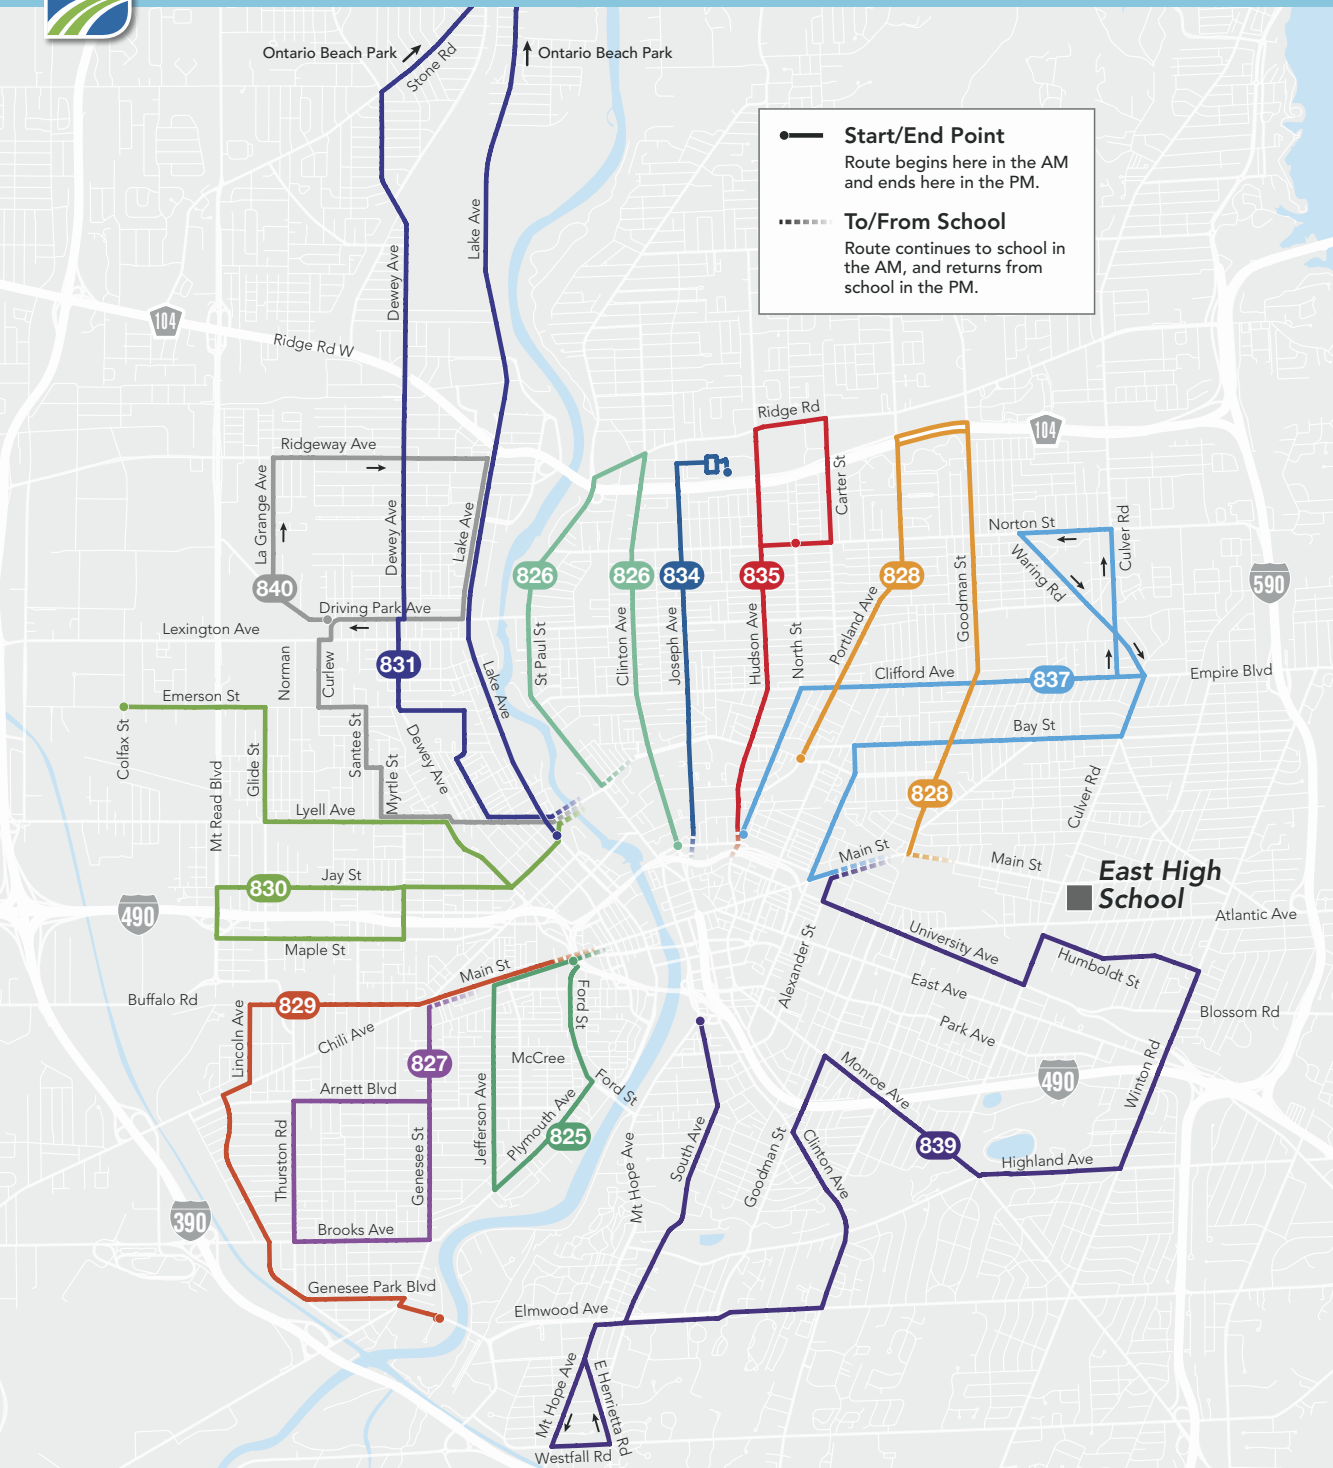 Ontario Beach Park
Stone Rd
Ontario Beach Park
Start/End Point
Route begins here in the AM
and ends here in the PM.
To/From School
Route continues to school in
the AM, and returns from
school in the PM.
Dewey Ave
Lake Ave
104
Ridge Rd W
Ridge Rd
104
Ridgeway Ave
La Grange Ave
Dewey Ave
Lake Ave
Carter St
Norton St
Culver Rd
Waring Rd
Goodman St
840
826
826
834
835
828
590
Driving Park Ave
Lexington Ave
Norman
Curlew
831
Lake Ave
St Paul St
Clinton Ave
Joseph Ave
Hudson Ave
North St
Portland Ave
Clifford Ave
837
Empire Blvd
Emerson St
Colfax St
Glide St
Mt Read Blvd
Santee St
Myrtle St
Dewey Ave
Bay St
Culver Rd
828
Lyell Ave
Main St
Main St
East High
School
Jay St
830
490
Maple St
Atlantic Ave
University Ave
Humboldt St
Alexander St
East Ave
Park Ave
Blossom Rd
Main St
Buffalo Rd
829
Lincoln Ave
Chili Ave
Ford St
827
McCree
Arnett Blvd
Ford St
490
Monroe Ave
Winton Rd
Thurston Rd
Genesee St
Jefferson Ave
Plymouth Ave
825
Mt Hope Ave
South Ave
Goodman St
Clinton Ave
839
Highland Ave
390
Brooks Ave
Genesee Park Blvd
Elmwood Ave
Mt Hope Ave
E Henrietta Rd
Westfall Rd